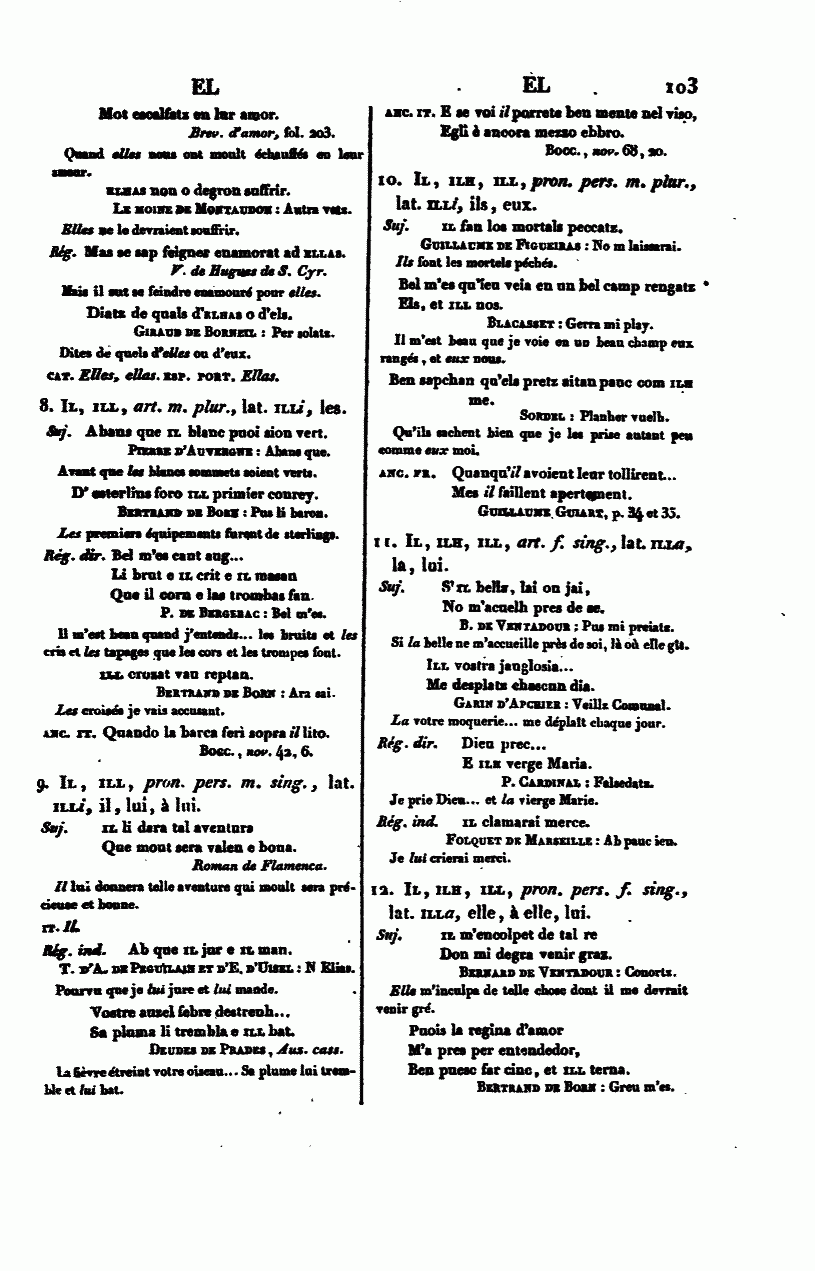 EL
EL
103
Mot escalfatz en lur amor.
Brev. d'amor, fol. 203.
Quand elles nous ont moult échauffés en leur
amour.
ELHAS non o degron suffrir.
LE MOINE DE MONTAUDON : Autra vetz.
Elles ne le devraient souffrir.
Rég. Mas se sap feigner enamorat ad ELLAS.
V. de Hugues de S. Cyr.
Mais il sut se feindre enamouré pour elles.
Diatz de quals d'ELHAS o d'els.
GIRAUD DE BORNEIL : Per solatz.
Dites de quels d'elles ou d'eux.
CAT. Elles, ellas. ESP. PORT. Ellas.
8. IL, ILL, art. m. plur., lat. ILLi, les.
Suj. Abans que IL blanc puoi sion vert.
PIERRE D'AUVERGNE : Abans que.
Avant que les blancs sommets soient verts.
D' esterlins foro ILL primier conrey.
BERTRAND DE BORN : Pus li baron.
Les premiers équipements furent de sterlings.
Rég. dir. Bel m'es cant aug...
Li brut e IL crit e IL masan
Que il corn e las trombas fan.
P. DE BERGERAC : Bel m'es.
Il m'est beau quand j'entends... les bruits et les
cris et les tapages que les cors et les trompes font.
ILL crozat van reptan.
BERTRAND DE BORN : Ara sai.
Les croisés je vais accusant.
ANC. IT. Quando la barca ferì sopra il lito.
BOCC., nov. 42, 6.
9. IL, ILL, pron. pers. m. sing., lat.
ILLi, il, lui, à lui.
Suj. IL li dara tal aventura
Que mout sera valen e bona.
Roman de Flamenca.
Il lui donnera telle aventure qui moult sera pré-
cieuse et bonne.
IT. Il.
Rég. ind. Ab que IL jur e IL man.
T. D'A. DE PEGUILAIN ET D'E. D'UISEL : N Elias.
Pourvu que je lui jure et lui mande.
Vostre auzel febre destrenh...
Sa pluma li trembla e ILL bat.
DEUDES DE PRADES, Aus. cass.
La fièvre étreint votre oiseau... Sa plume lui trem-
ble et lui bat.
ANC. IT. E se voi il porrete ben mente nel viso,
Egli è ancora mezzo ebbro.
BOCC., nov. 68, 20.
10. IL, ILH, ILL, pron. pers. m. plur.,
lat. ILLi, ils, eux.
Suj. IL fan los mortals peccatz.
GUILLAUME DE FIGUEIRAS : No m laissarai.
Ils font les mortels péchés.
Bel m'es qu'ieu veia en un bel camp rengatz
Els, et ILL nos.
BLACASSET : Gerra mi play.
Il m'est beau que je voie en un beau champ eux
rangés, et eux nous.
Ben sapchan qu'els pretz aitan pauc com ILH
me.
SORDEL : Planher vuelh.
Qu'ils sachent bien que je les prise autant peu
comme eux moi.
ANC. FR. Quanqu'il avoient leur tollirent...
Mes il faillent apertement.
GUILLAUME GUIART, p. 34 et 35.
11. IL, ILH, ILL, art. f. sing., lat. ILLa,
la, lui.
Suj. S'IL bella, lai on jai,
No m'acuelh pres de se.
B. DE VENTADOUR : Pus mi preiatz.
Si la belle ne m'accueille près de soi, là où elle gît.
ILL vostra janglosia...
Me desplatz chascun dia.
GARIN D'APCHIER : Veillz Comunal.
La votre moquerie... me déplaît chaque jour.
Rég. dir. Dieu prec...
E ILH verge Maria.
P. CARDINAL : Falsedatz.
Je prie Dieu... et la vierge Marie.
Rég. ind. IL clamarai merce.
FOLQUET DE MARSEILLE : Ab pauc ieu.
Je lui crierai merci.
12. IL, ILH, ILL, pron. pers. f. sing.,
lat. ILLa, elle, à elle, lui.
Suj. IL m'encolpet de tal re
Don mi degra venir graz.
BERNARD DE VENTADOUR : Conortz.
Elle m'inculpa de telle chose dont il me devrait
venir gré.
Puois la regina d'amor
M'a pres per entendedor,
Ben puesc far cinc, et ILL terna.
BERTRAND DE BORN : Greu m'es.